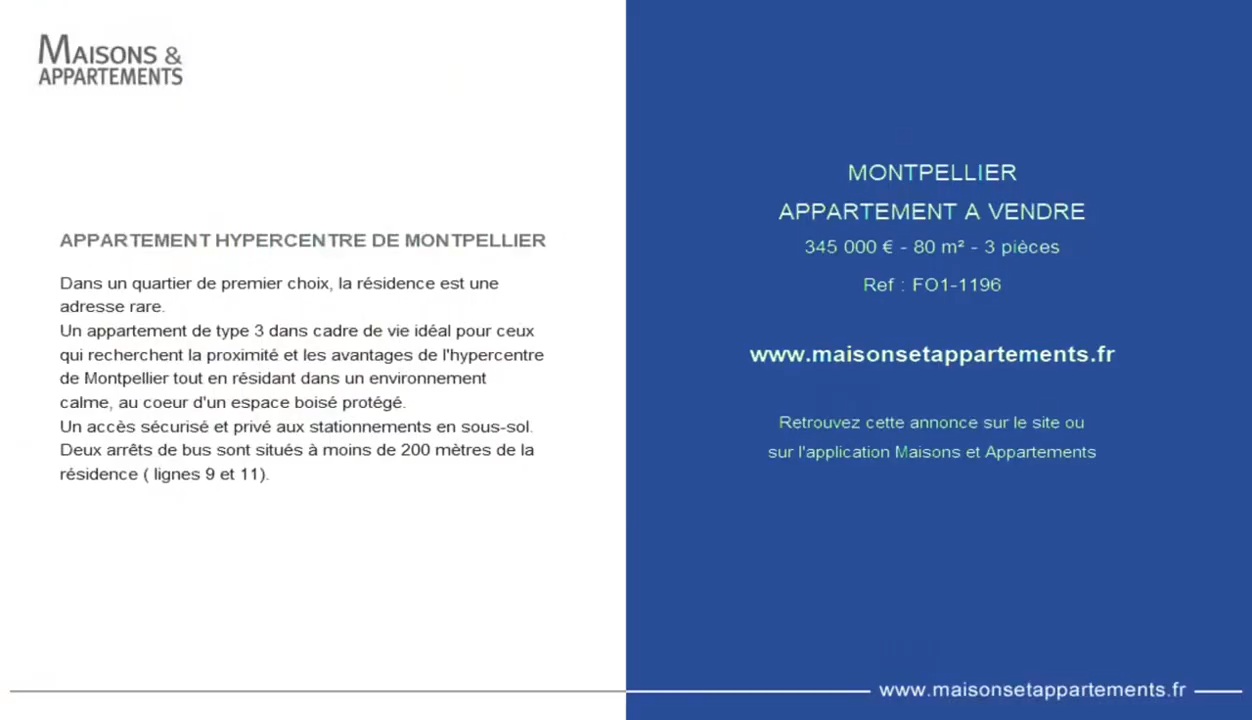 MAISONS &
APPARTEMENTS
APPARTEMENT HYPERCENTRE DE MONTPELLIER
Dans un quartier de premier choix, la résidence est une
adresse rare.
Un appartement de type 3 dans cadre de vie idéal pour ceux
qui recherchent la proximité et les avantages de l'hypercentre
de Montpellier tout en résidant dans un environnement
calme, au coeur d'un espace boisé protégé.
Un accès sécurisé et privé aux stationnements en sous-sol.
Deux arrêts de bus sont situés à moins de 200 mètres de la
résidence ( lignes 9 et 11).
MONTPELLIER
APPARTEMENT A VENDRE
345 000 € - 80 m² - 3 pièces
Ref : FO1-1196
www.maisonsetappartements.fr
Retrouvez cette annonce sur le site ou
sur l'application Maisons et Appartements
www.maisonsetappartements.fr